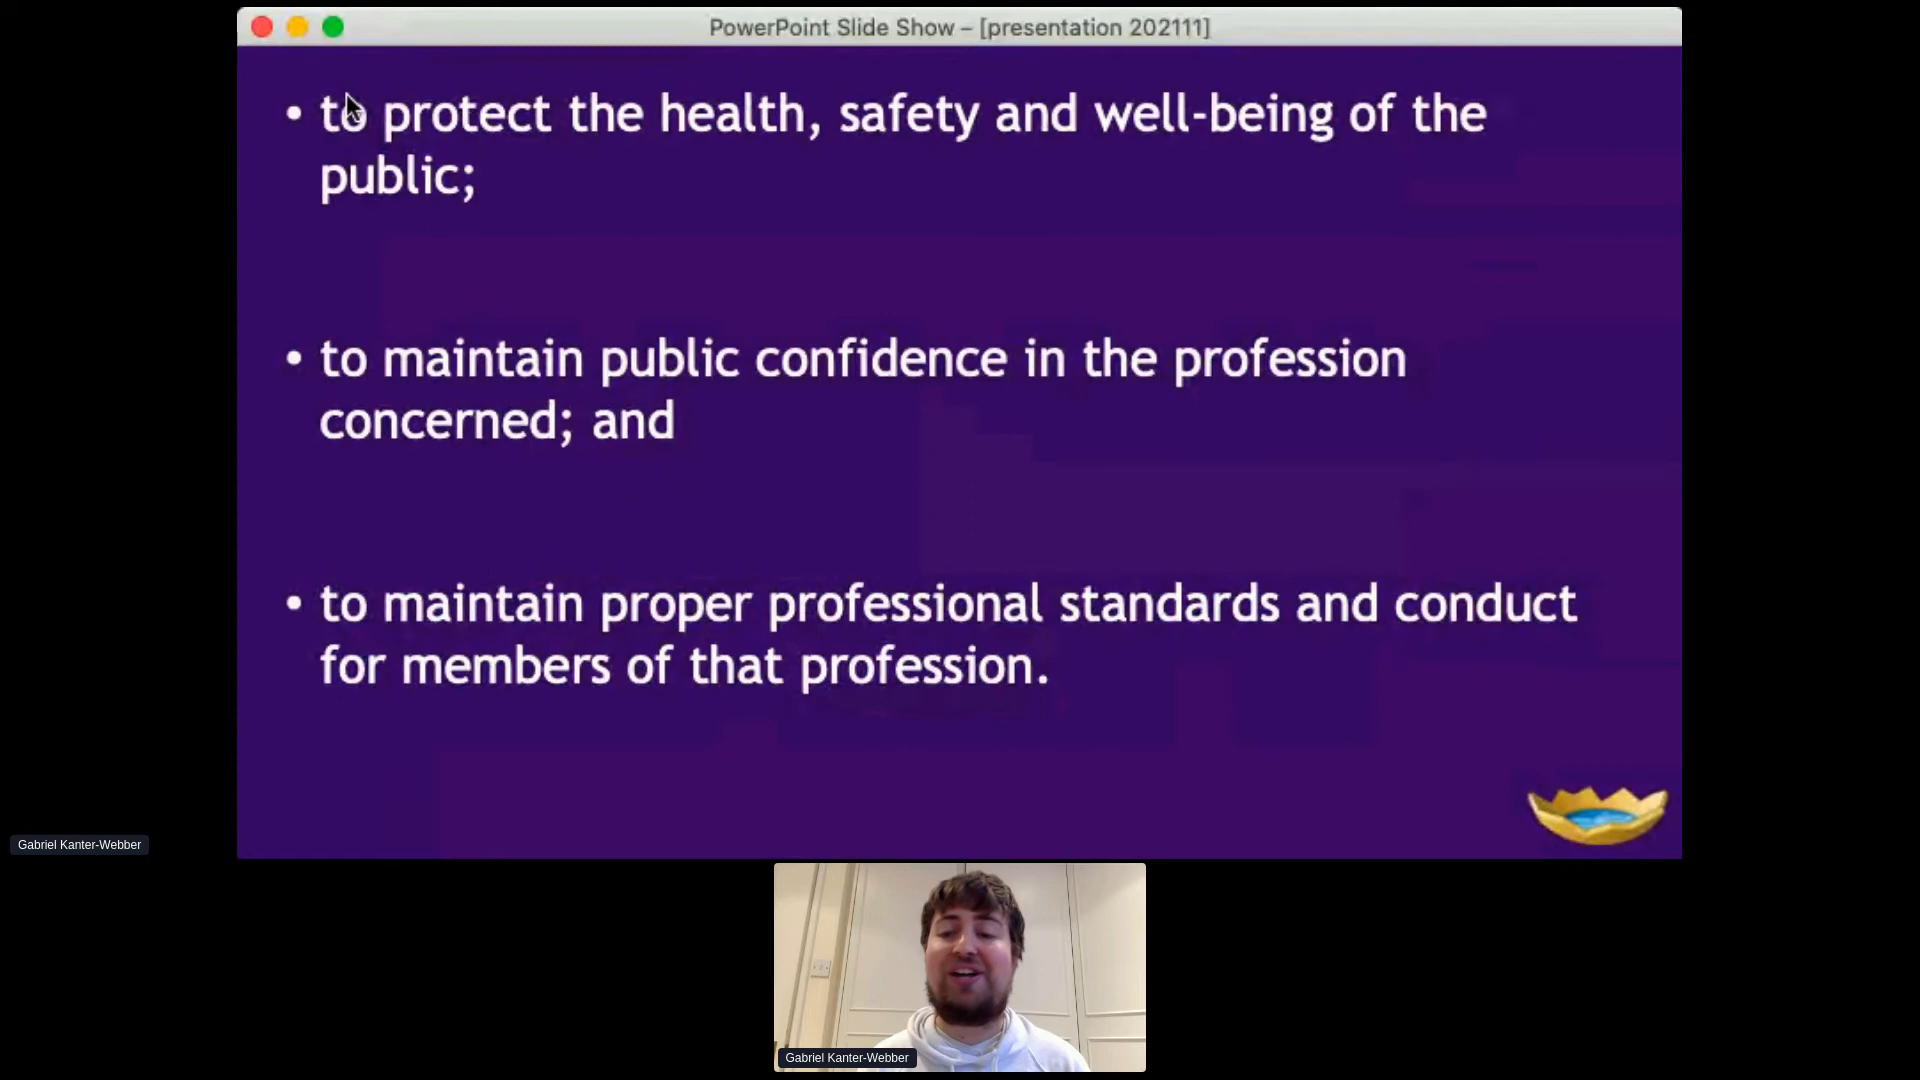 PowerPoint Slide Show – [presentation 202111]
• to protect the health, safety and well-being of the
public;
• to maintain public confidence in the profession
concerned; and
• to maintain proper professional standards and conduct
for members of that profession.
Gabriel Kanter-Webber
Gabriel Kanter-Webber